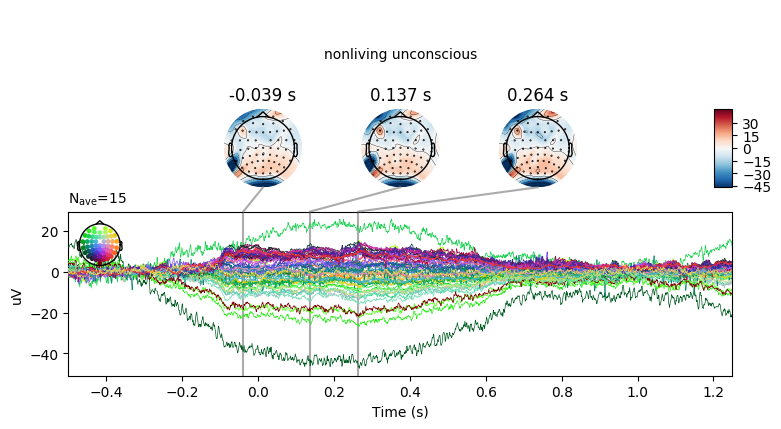 nonliving unconscious
-0.039 s 0.137 s 0.264 s
30
15
0
−15
−30
−45
Nave=15
20
0
−20
−40
uV
−0.4 −0.2 0.0 0.2 0.4 0.6 0.8 1.0 1.2
Time (s)